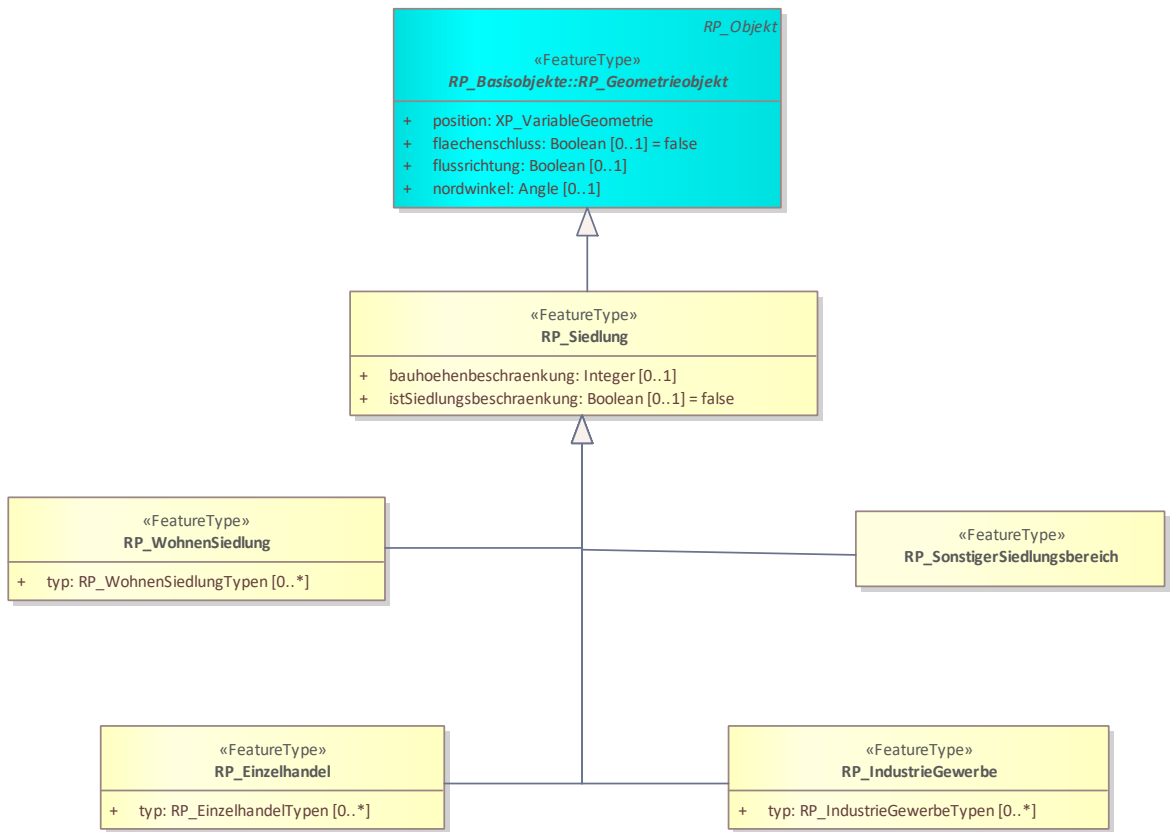 RP_Objekt
«FeatureType»
RP_Basisobjekte::RP_Geometrieobjekt
+ position: XP_VariableGeometrie
+ flaechenschluss: Boolean [0..1] = false
+ flussrichtung: Boolean [0..1]
+ nordwinkel: Angle [0..1]
«FeatureType»
RP_Siedlung
+ bauhoehenbeschraenkung: Integer [0..1]
+ istSiedlungsbeschraenkung: Boolean [0..1] = false
«FeatureType»
RP_WohnenSiedlung
+ typ: RP_WohnenSiedlungTypen [0..*]
«FeatureType»
RP_SonstigerSiedlungsbereich
«FeatureType»
RP_Einzelhandel
+ typ: RP_EinzelhandelTypen [0..*]
«FeatureType»
RP_IndustrieGewerbe
+ typ: RP_IndustrieGewerbeTypen [0..*]